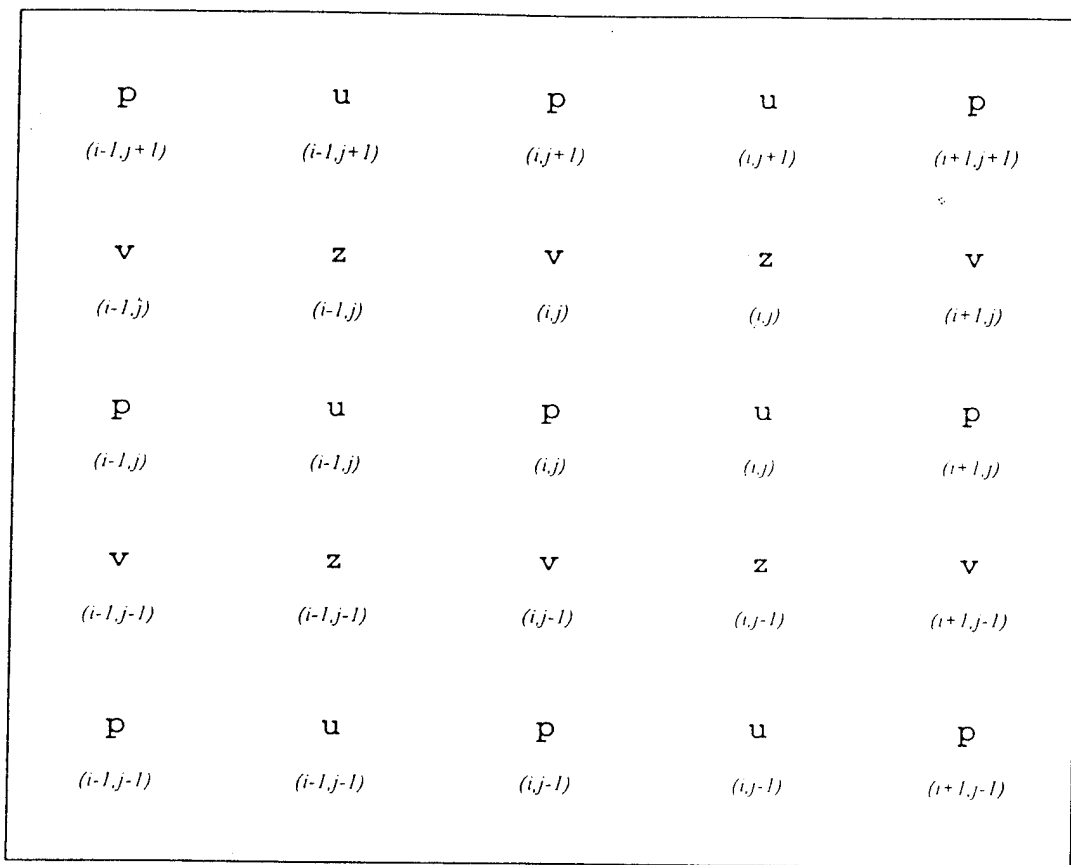 p u p u p
(i-1,j+1) (i-1,j+1) (i,j+1) (i,j+1) (i+1,j+1)
v z v z v
(i-1,j) (i-1,j) (i,j) (i,j) (i+1,j)
p u p u p
(i-1,j) (i-1,j) (i,j) (i,j) (i+1,j)
v z v z v
(i-1,j-1) (i-1,j-1) (i,j-1) (i,j-1) (i+1,j-1)
p u p u p
(i-1,j-1) (i-1,j-1) (i,j-1) (i,j-1) (i+1,j-1)